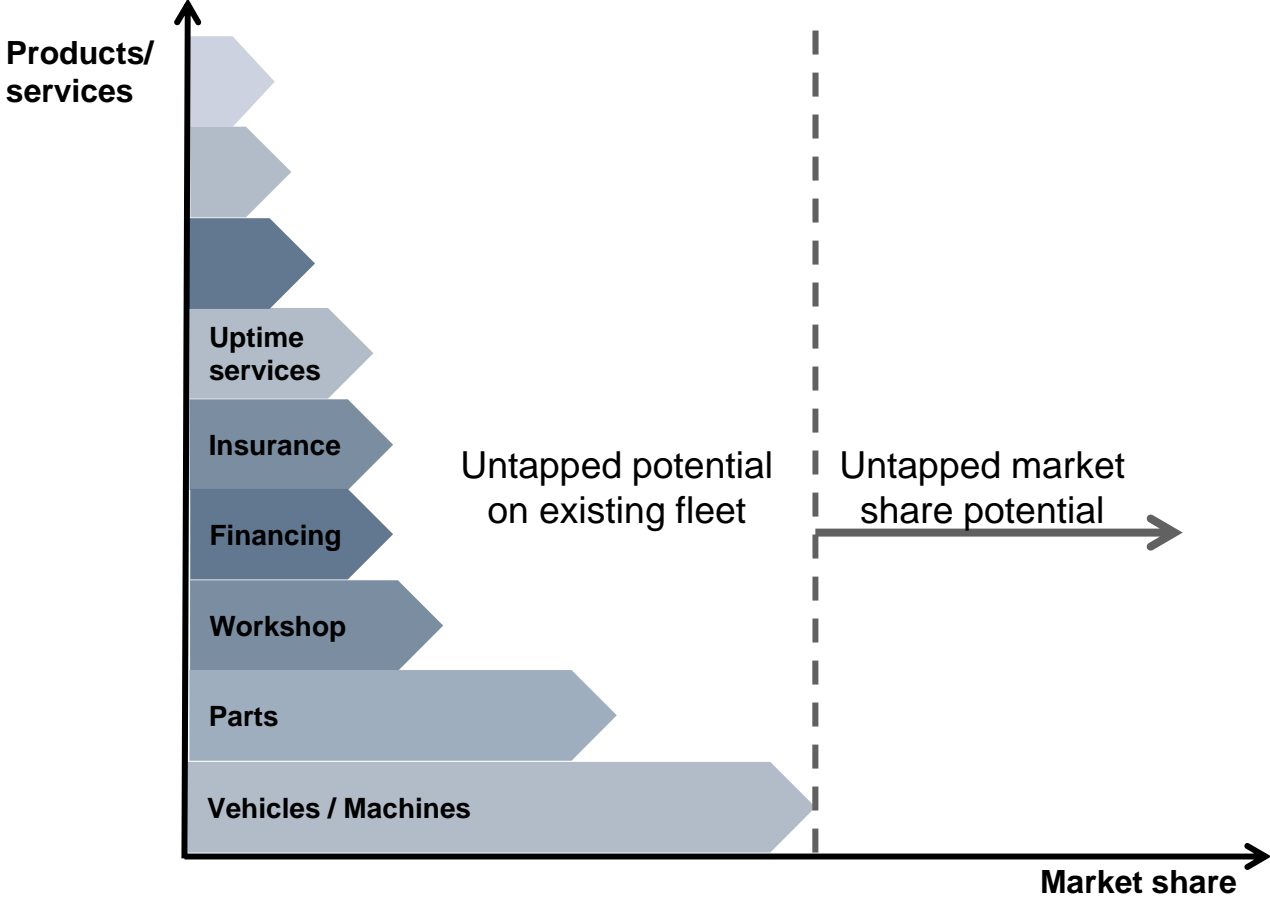 Products/
services
Uptime
services
Insurance
Financing
Workshop
Parts
Vehicles / Machines
Untapped potential
on existing fleet
Untapped market
share potential
Market share